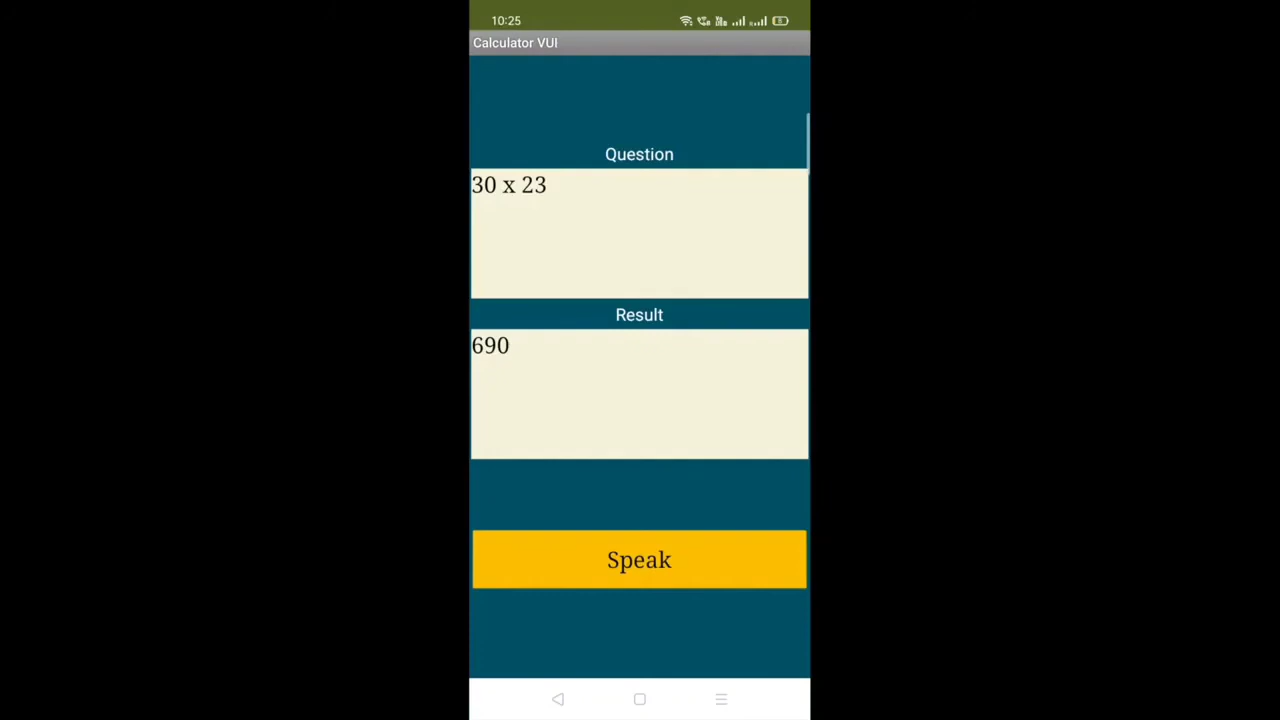 10:25
Calculator VUI
Question
30 x 23
Result
690
Speak